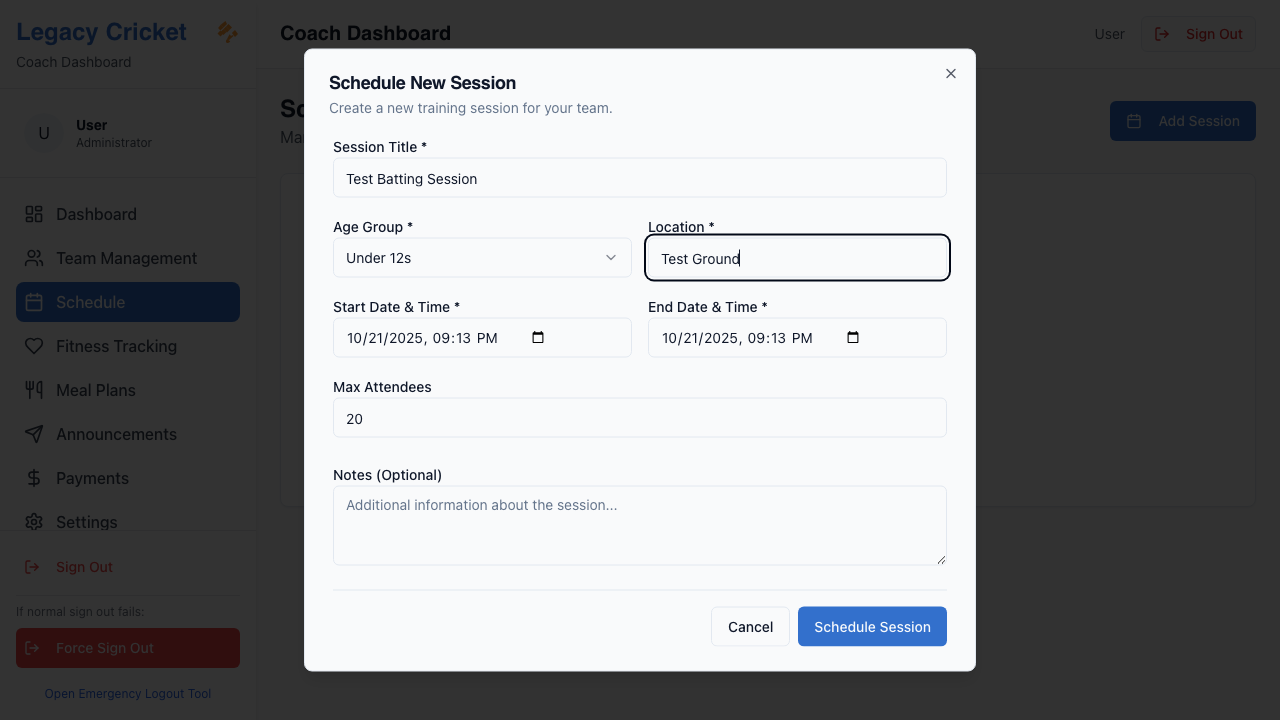 Legacy Cricket
Coach Dashboard
U
User
Administrator
Dashboard
Team Management
Schedule
Fitness Tracking
Meal Plans
Announcements
Payments
Settings
Sign Out
If normal sign out fails:
Force Sign Out
Open Emergency Logout Tool
Coach Dashboard
User
Sign Out
Add Session
Schedule New Session
Create a new training session for your team.
Session Title *
Test Batting Session
Age Group *
Under 12s
Location *
Test Ground
Start Date & Time *
10/21/2025, 09:13 PM
End Date & Time *
10/21/2025, 09:13 PM
Max Attendees
20
Notes (Optional)
Additional information about the session...
Cancel
Schedule Session